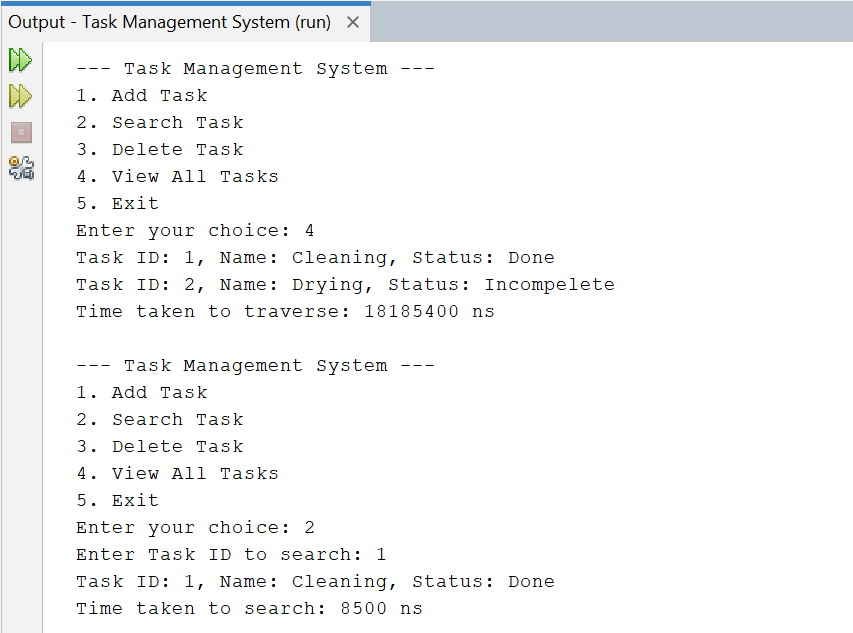 Output - Task Management System (run)
--- Task Management System ---
1. Add Task
2. Search Task
3. Delete Task
4. View All Tasks
5. Exit
Enter your choice: 4
Task ID: 1, Name: Cleaning, Status: Done
Task ID: 2, Name: Drying, Status: Incompelete
Time taken to traverse: 18185400 ns

--- Task Management System ---
1. Add Task
2. Search Task
3. Delete Task
4. View All Tasks
5. Exit
Enter your choice: 2
Enter Task ID to search: 1
Task ID: 1, Name: Cleaning, Status: Done
Time taken to search: 8500 ns